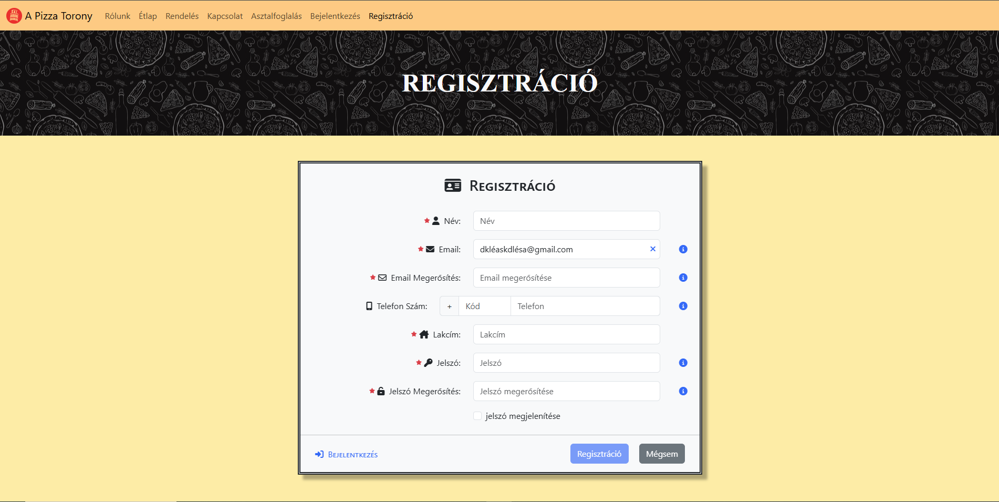 A Pizza Torony Rólunk Étlap Rendelés Kapcsolat Asztalfoglalás Bejelentkezés Regisztráció
REGISZTRÁCIÓ
Regisztráció
Név: Név
Email: dkléaskdlésa@gmail.com
Email Megerősítés: Email megerősítése
Telefon Szám: + Kód Telefon
Lakcím: Lakcím
Jelszó: Jelszó
Jelszó Megerősítés: Jelszó megerősítése
jelszó megjelenítése
Bejelentkezés Regisztráció Mégsem